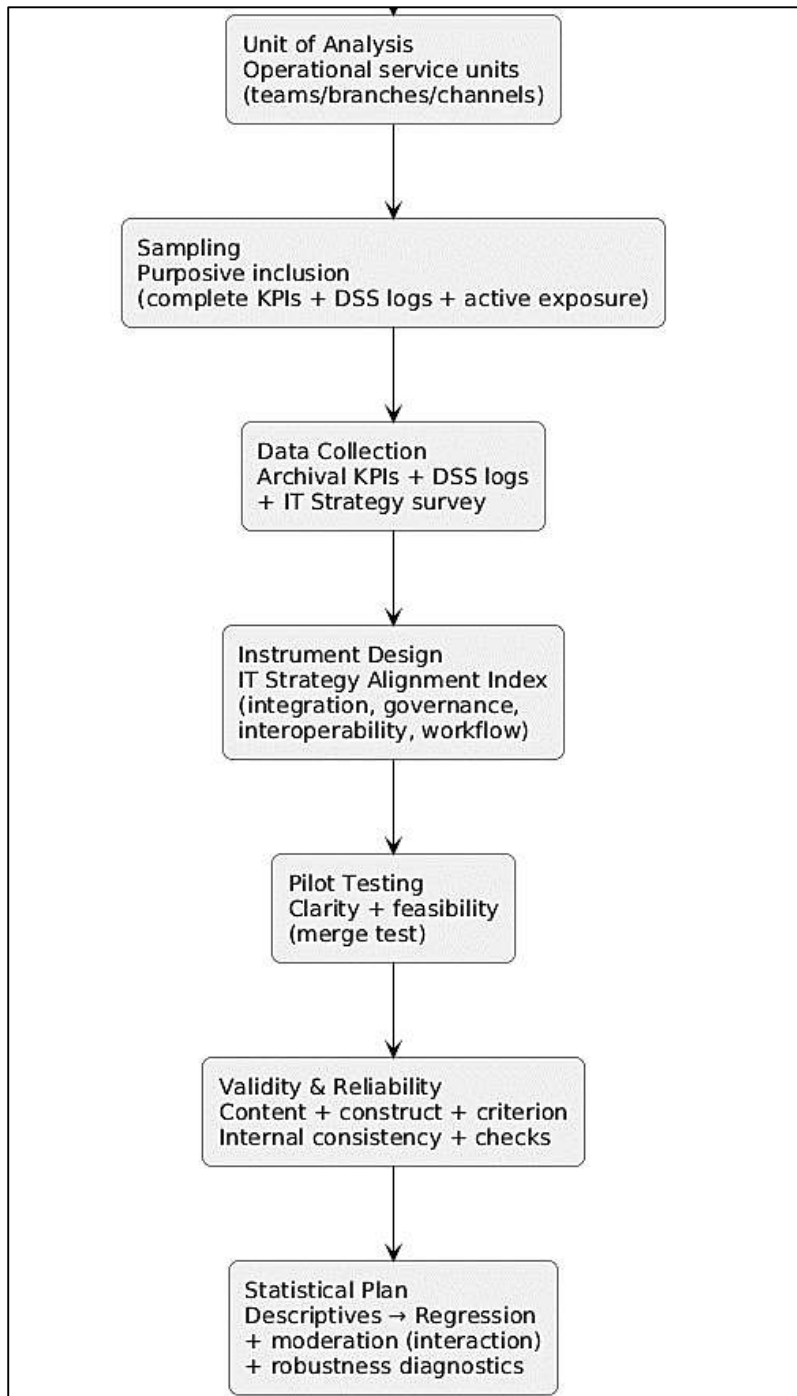 Unit of Analysis
Operational service units
(teams/branches/channels)
Sampling
Purposive inclusion
(complete KPIs + DSS logs + active exposure)
Data Collection
Archival KPIs + DSS logs
+ IT Strategy survey
Instrument Design
IT Strategy Alignment Index
(integration, governance,
interoperability, workflow)
Pilot Testing
Clarity + feasibility
(merge test)
Validity & Reliability
Content + construct + criterion
Internal consistency + checks
Statistical Plan
Descriptives → Regression
+ moderation (interaction)
+ robustness diagnostics